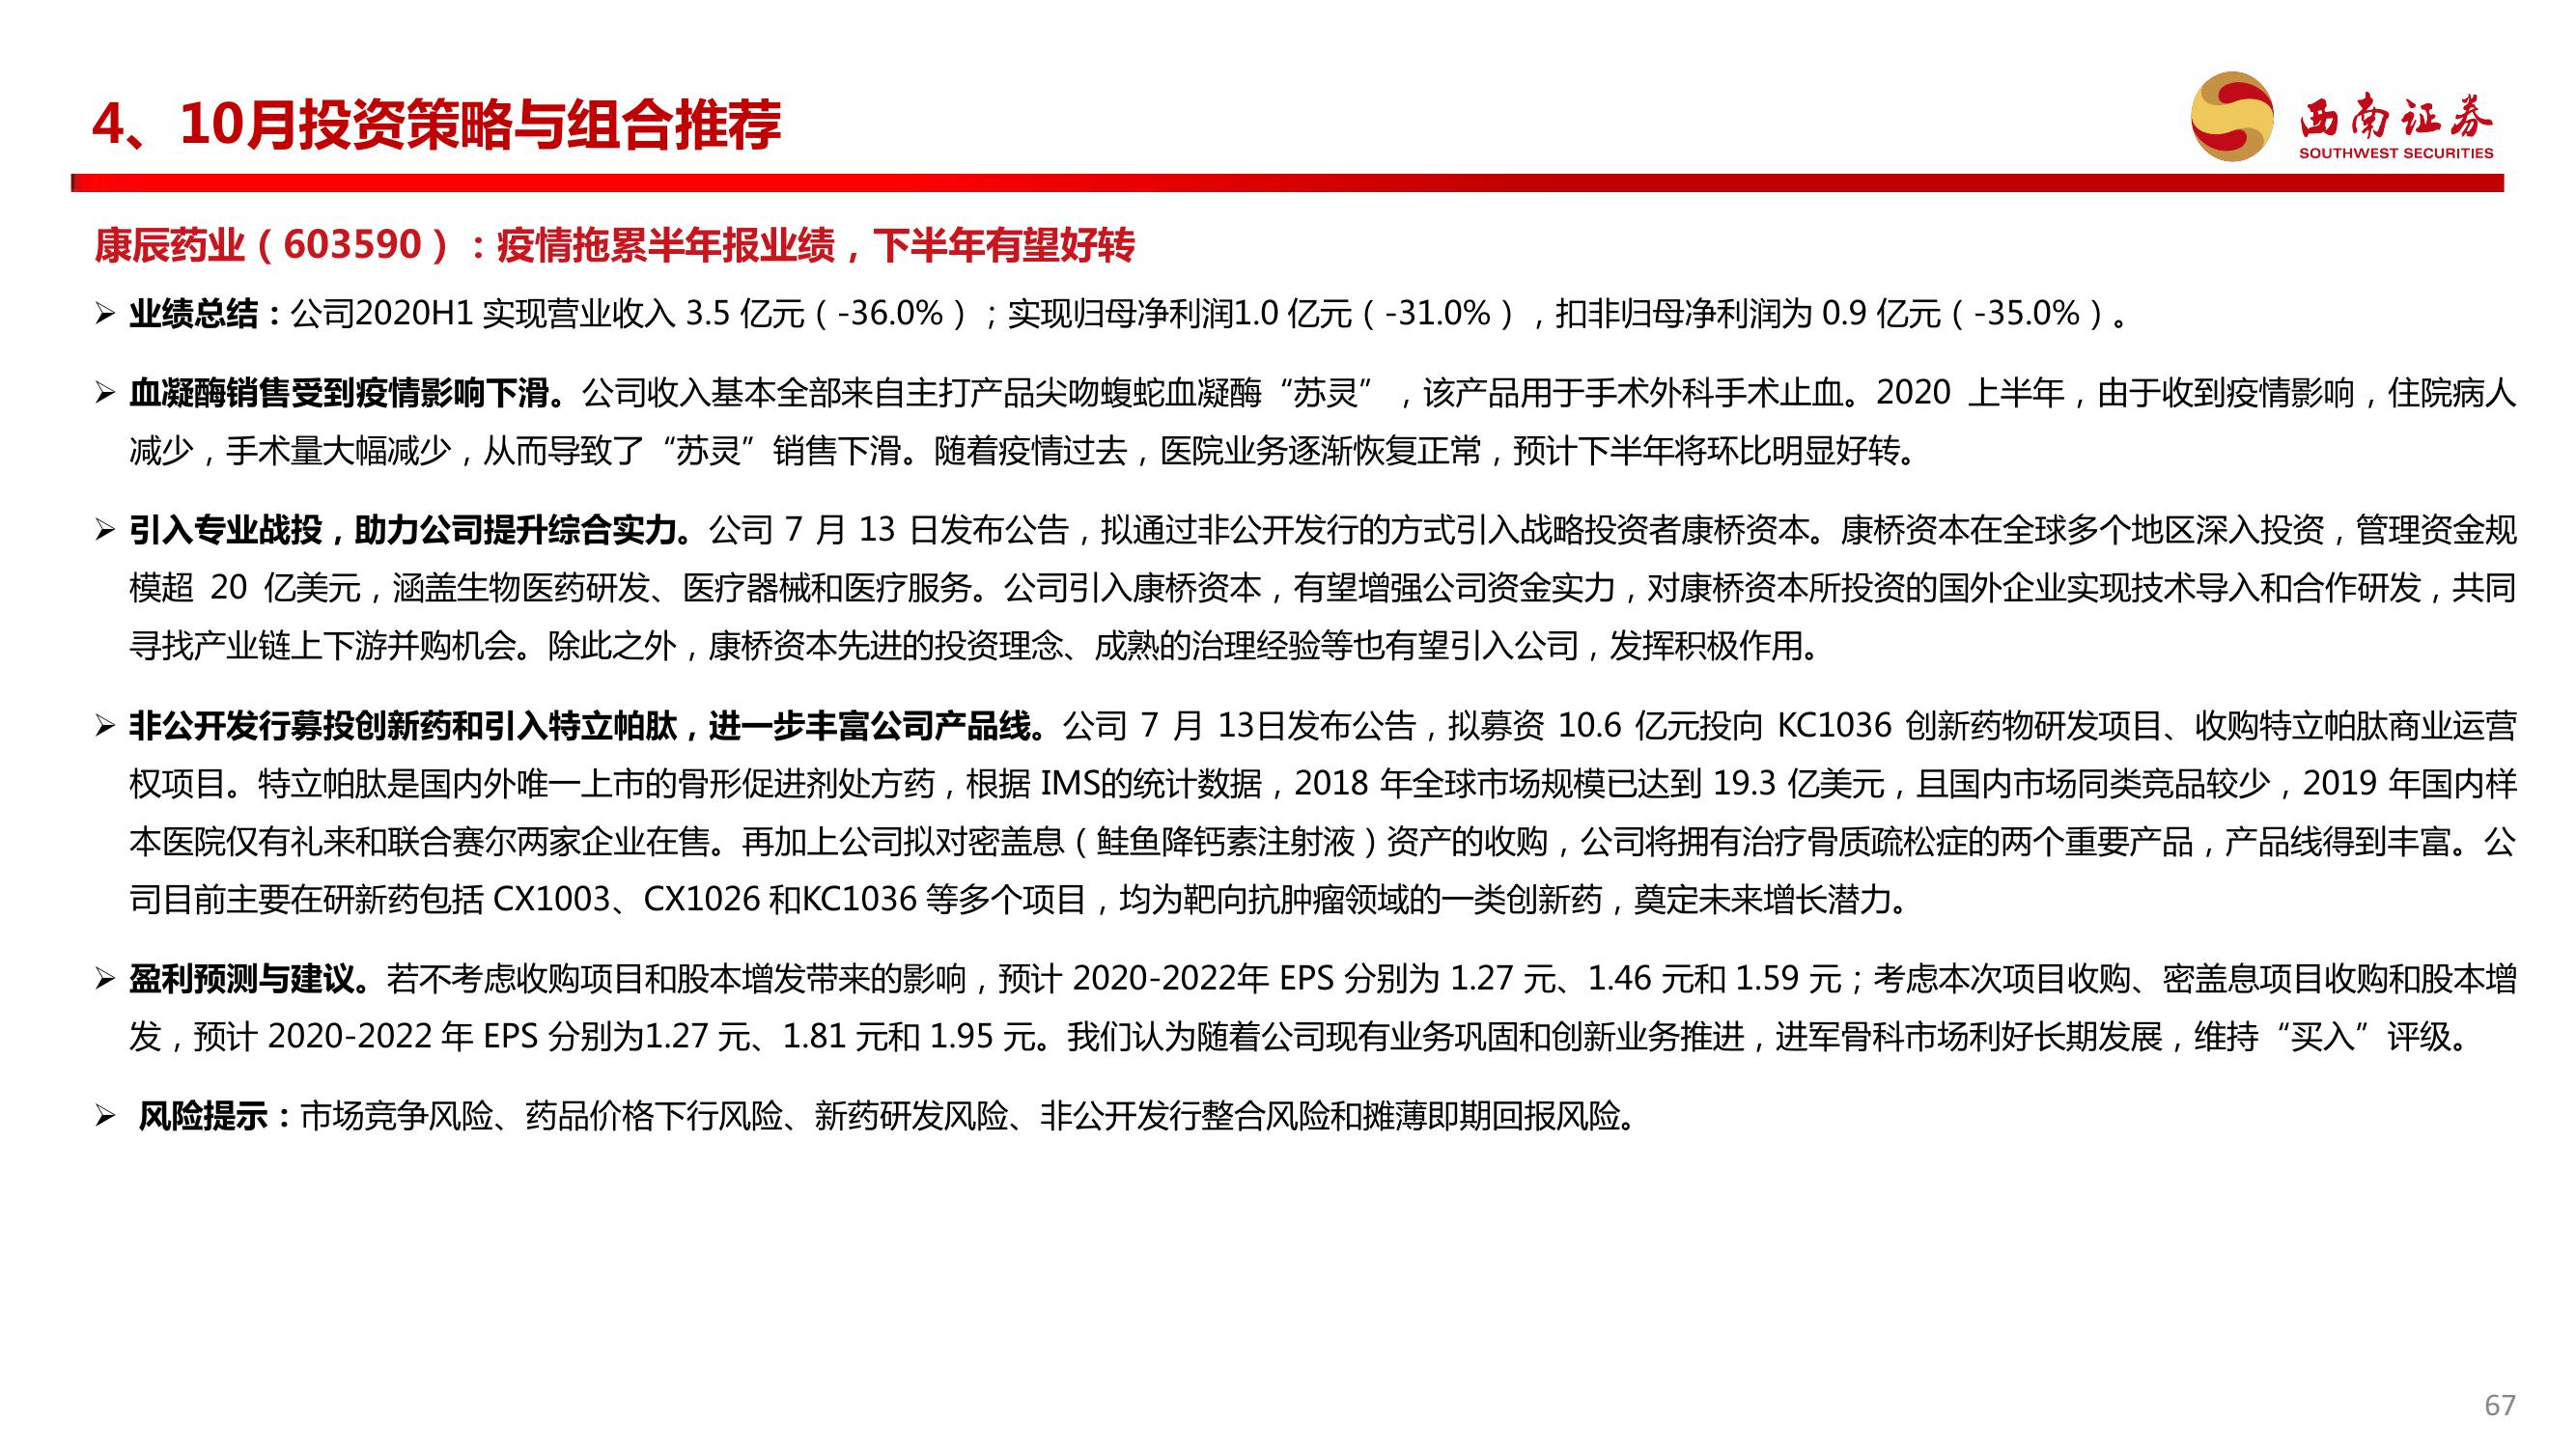 4、10月投资策略与组合推荐
西南证券
SOUTHWEST SECURITIES
康辰药业（603590）：疫情拖累半年报业绩，下半年有望好转
➢ 业绩总结：公司2020H1 实现营业收入 3.5 亿元（-36.0%）；实现归母净利润1.0 亿元（-31.0%），扣非归母净利润为 0.9 亿元（-35.0%）。
➢ 血凝酶销售受到疫情影响下滑。公司收入基本全部来自主打产品尖吻蝮蛇血凝酶“苏灵”，该产品用于手术外科手术止血。2020 上半年，由于收到疫情影响，住院病人
减少，手术量大幅减少，从而导致了“苏灵”销售下滑。随着疫情过去，医院业务逐渐恢复正常，预计下半年将环比明显好转。
➢ 引入专业战投，助力公司提升综合实力。公司 7 月 13 日发布公告，拟通过非公开发行的方式引入战略投资者康桥资本。康桥资本在全球多个地区深入投资，管理资金规
模超 20 亿美元，涵盖生物医药研发、医疗器械和医疗服务。公司引入康桥资本，有望增强公司资金实力，对康桥资本所投资的国外企业实现技术导入和合作研发，共同
寻找产业链上下游并购机会。除此之外，康桥资本先进的投资理念、成熟的治理经验等也有望引入公司，发挥积极作用。
➢ 非公开发行募投创新药和引入特立帕肽，进一步丰富公司产品线。公司 7 月 13日发布公告，拟募资 10.6 亿元投向 KC1036 创新药物研发项目、收购特立帕肽商业运营
权项目。特立帕肽是国内外唯一上市的骨形促进剂处方药，根据 IMS的统计数据，2018 年全球市场规模已达到 19.3 亿美元，且国内市场同类竞品较少，2019 年国内样
本医院仅有礼来和联合赛尔两家企业在售。再加上公司拟对密盖息（鲑鱼降钙素注射液）资产的收购，公司将拥有治疗骨质疏松症的两个重要产品，产品线得到丰富。公
司目前主要在研新药包括 CX1003、CX1026 和KC1036 等多个项目，均为靶向抗肿瘤领域的一类创新药，奠定未来增长潜力。
➢ 盈利预测与建议。若不考虑收购项目和股本增发带来的影响，预计 2020-2022年 EPS 分别为 1.27 元、1.46 元和 1.59 元；考虑本次项目收购、密盖息项目收购和股本增
发，预计 2020-2022 年 EPS 分别为1.27 元、1.81 元和 1.95 元。我们认为随着公司现有业务巩固和创新业务推进，进军骨科市场利好长期发展，维持“买入”评级。
➢ 风险提示：市场竞争风险、药品价格下行风险、新药研发风险、非公开发行整合风险和摊薄即期回报风险。
67